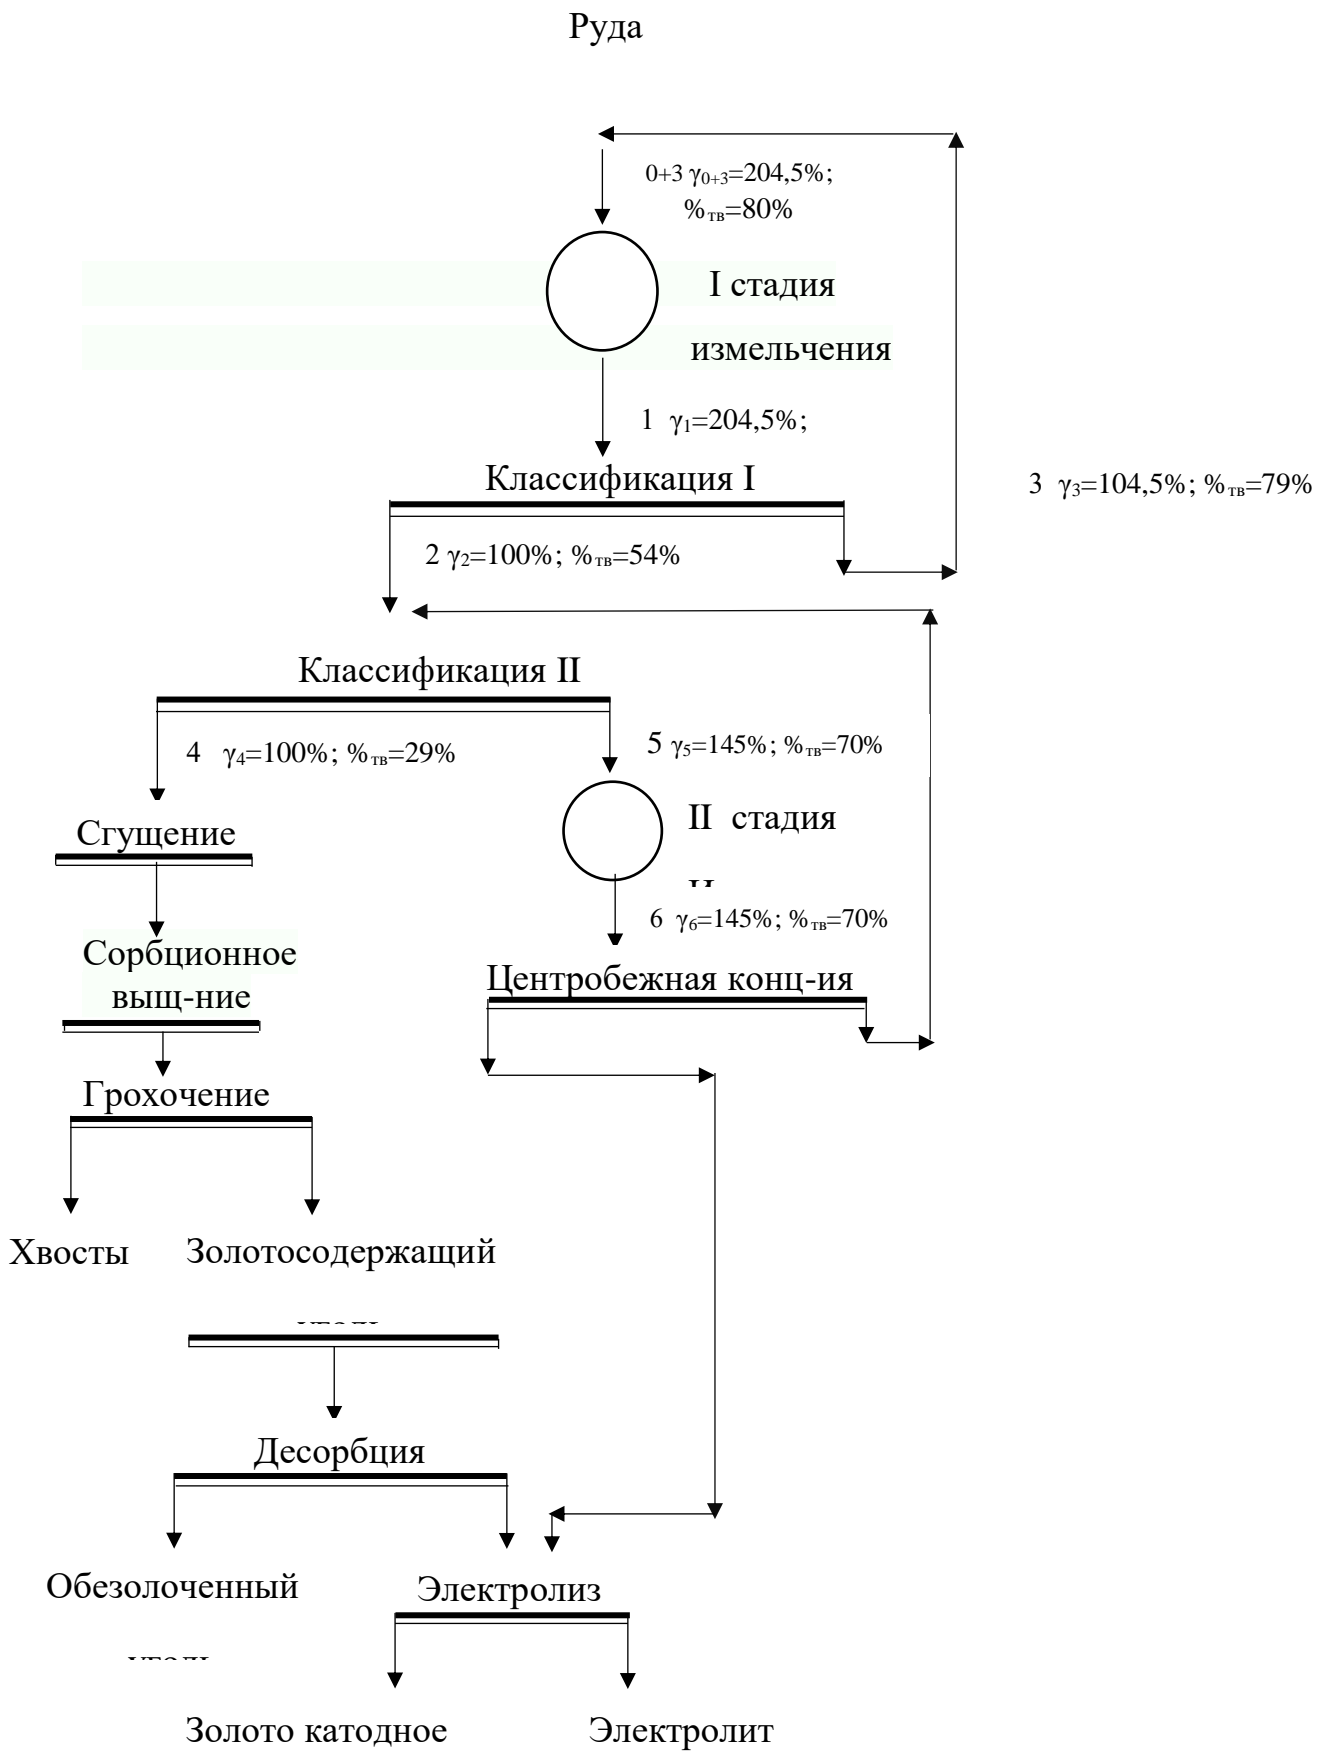 Руда
0+3 γ0+3=204,5%;
%тв=80%
I стадия
измельчения
1 γ1=204,5%;
Классификация I
3 γ3=104,5%; %тв=79%
2 γ2=100%; %тв=54%
Классификация II
4 γ4=100%; %тв=29%
5 γ5=145%; %тв=70%
II стадия
Сгущение
6 γ6=145%; %тв=70%
Сорбционное
выщ-ние
Центробежная конц-ия
Грохочение
Хвосты
Золотосодержащий
Десорбция
Обезолоченный
Электролиз
Золото катодное
Электролит